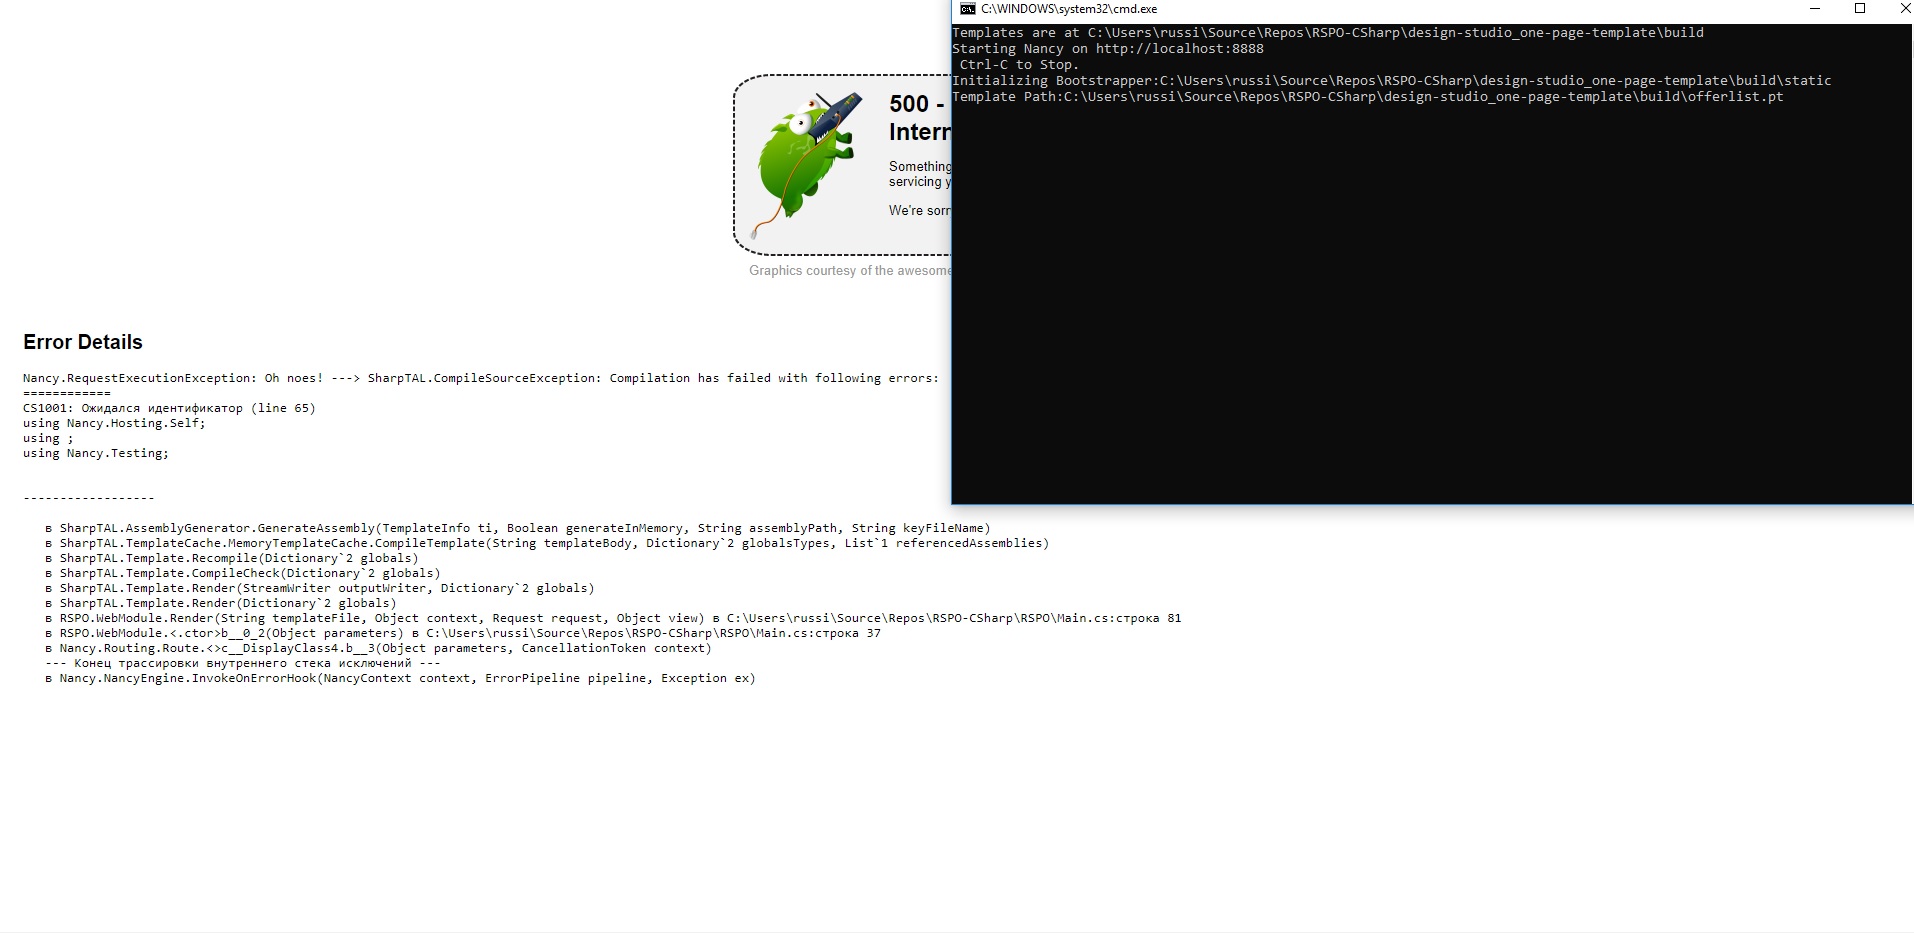 C:\WINDOWS\system32\cmd.exe
Templates are at C:\Users\russi\Source\Repos\RSPO-CSharp\design-studio_one-page-template\build
Starting Nancy on http://localhost:8888
Ctrl-C to Stop.
Initializing Bootstrapper:C:\Users\russi\Source\Repos\RSPO-CSharp\design-studio_one-page-template\build\static
Template Path:C:\Users\russi\Source\Repos\RSPO-CSharp\design-studio_one-page-template\build\offerlist.pt
500 -
Intern
Something
servicing y
We're sorr
Graphics courtesy of the awesome
Error Details
Nancy.RequestExecutionException: Oh noes! ---> SharpTAL.CompileSourceException: Compilation has failed with following errors:
============
CS1001: Ожидался идентификатор (line 65)
using Nancy.Hosting.Self;
using ;
using Nancy.Testing;
------------------
в SharpTAL.AssemblyGenerator.GenerateAssembly(TemplateInfo ti, Boolean generateInMemory, String assemblyPath, String keyFileName)
в SharpTAL.TemplateCache.MemoryTemplateCache.CompileTemplate(String templateBody, Dictionary`2 globalsTypes, List`1 referencedAssemblies)
в SharpTAL.Template.Recompile(Dictionary`2 globals)
в SharpTAL.Template.CompileCheck(Dictionary`2 globals)
в SharpTAL.Template.Render(StreamWriter outputWriter, Dictionary`2 globals)
в SharpTAL.Template.Render(Dictionary`2 globals)
в RSPO.WebModule.Render(String templateFile, Object context, Request request, Object view) в C:\Users\russi\Source\Repos\RSPO-CSharp\RSPO\Main.cs:строка 81
в RSPO.WebModule.<.ctor>b__0_2(Object parameters) в C:\Users\russi\Source\Repos\RSPO-CSharp\RSPO\Main.cs:строка 37
в Nancy.Routing.Route.<>c__DisplayClass4.b__3(Object parameters, CancellationToken context)
--- Конец трассировки внутреннего стека исключений ---
в Nancy.NancyEngine.InvokeOnErrorHook(NancyContext context, ErrorPipeline pipeline, Exception ex)